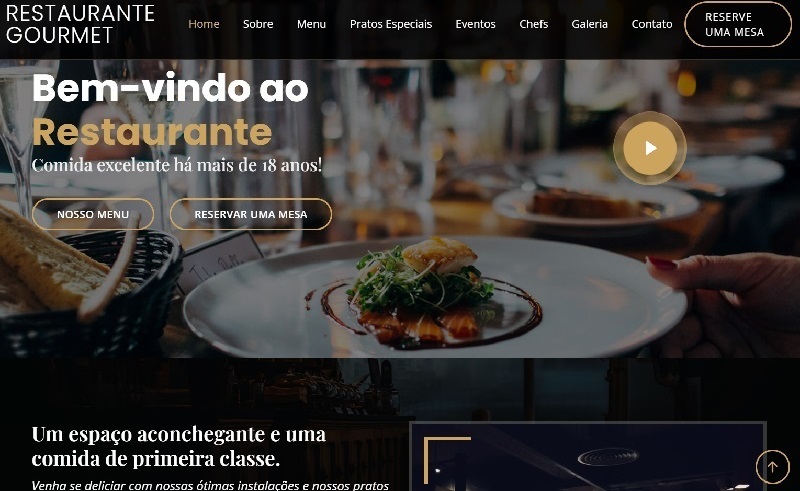 RESTAURANTE
GOURMET
Home Sobre Menu Pratos Especiais Eventos Chefs Galeria Contato
RESERVE
UMA MESA
Bem-vindo ao
Restaurante
Comida excelente há mais de 18 anos!
NOSSO MENU RESERVAR UMA MESA
Um espaço aconchegante e uma
comida de primeira classe.
Venha se deliciar com nossas ótimas instalações e nossos pratos